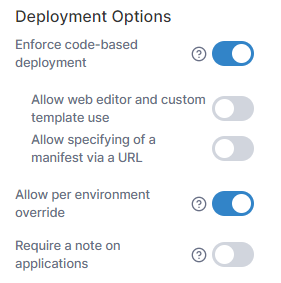 Deployment Options
Enforce code-based
deployment
Allow web editor and custom
template use
Allow specifying of a
manifest via a URL
Allow per environment
override
Require a note on
applications